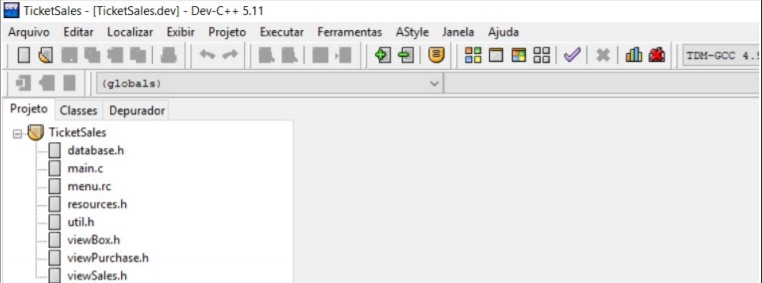 TicketSales - [TicketSales.dev] - Dev-C++ 5.11
Arquivo Editar Localizar Exibir Projeto Executar Ferramentas AStyle Janela Ajuda
TDM-GCC 4.9
(globals)
Projeto Classes Depurador
TicketSales
database.h
main.c
menu.rc
resources.h
util.h
viewBox.h
viewPurchase.h
viewSales.h